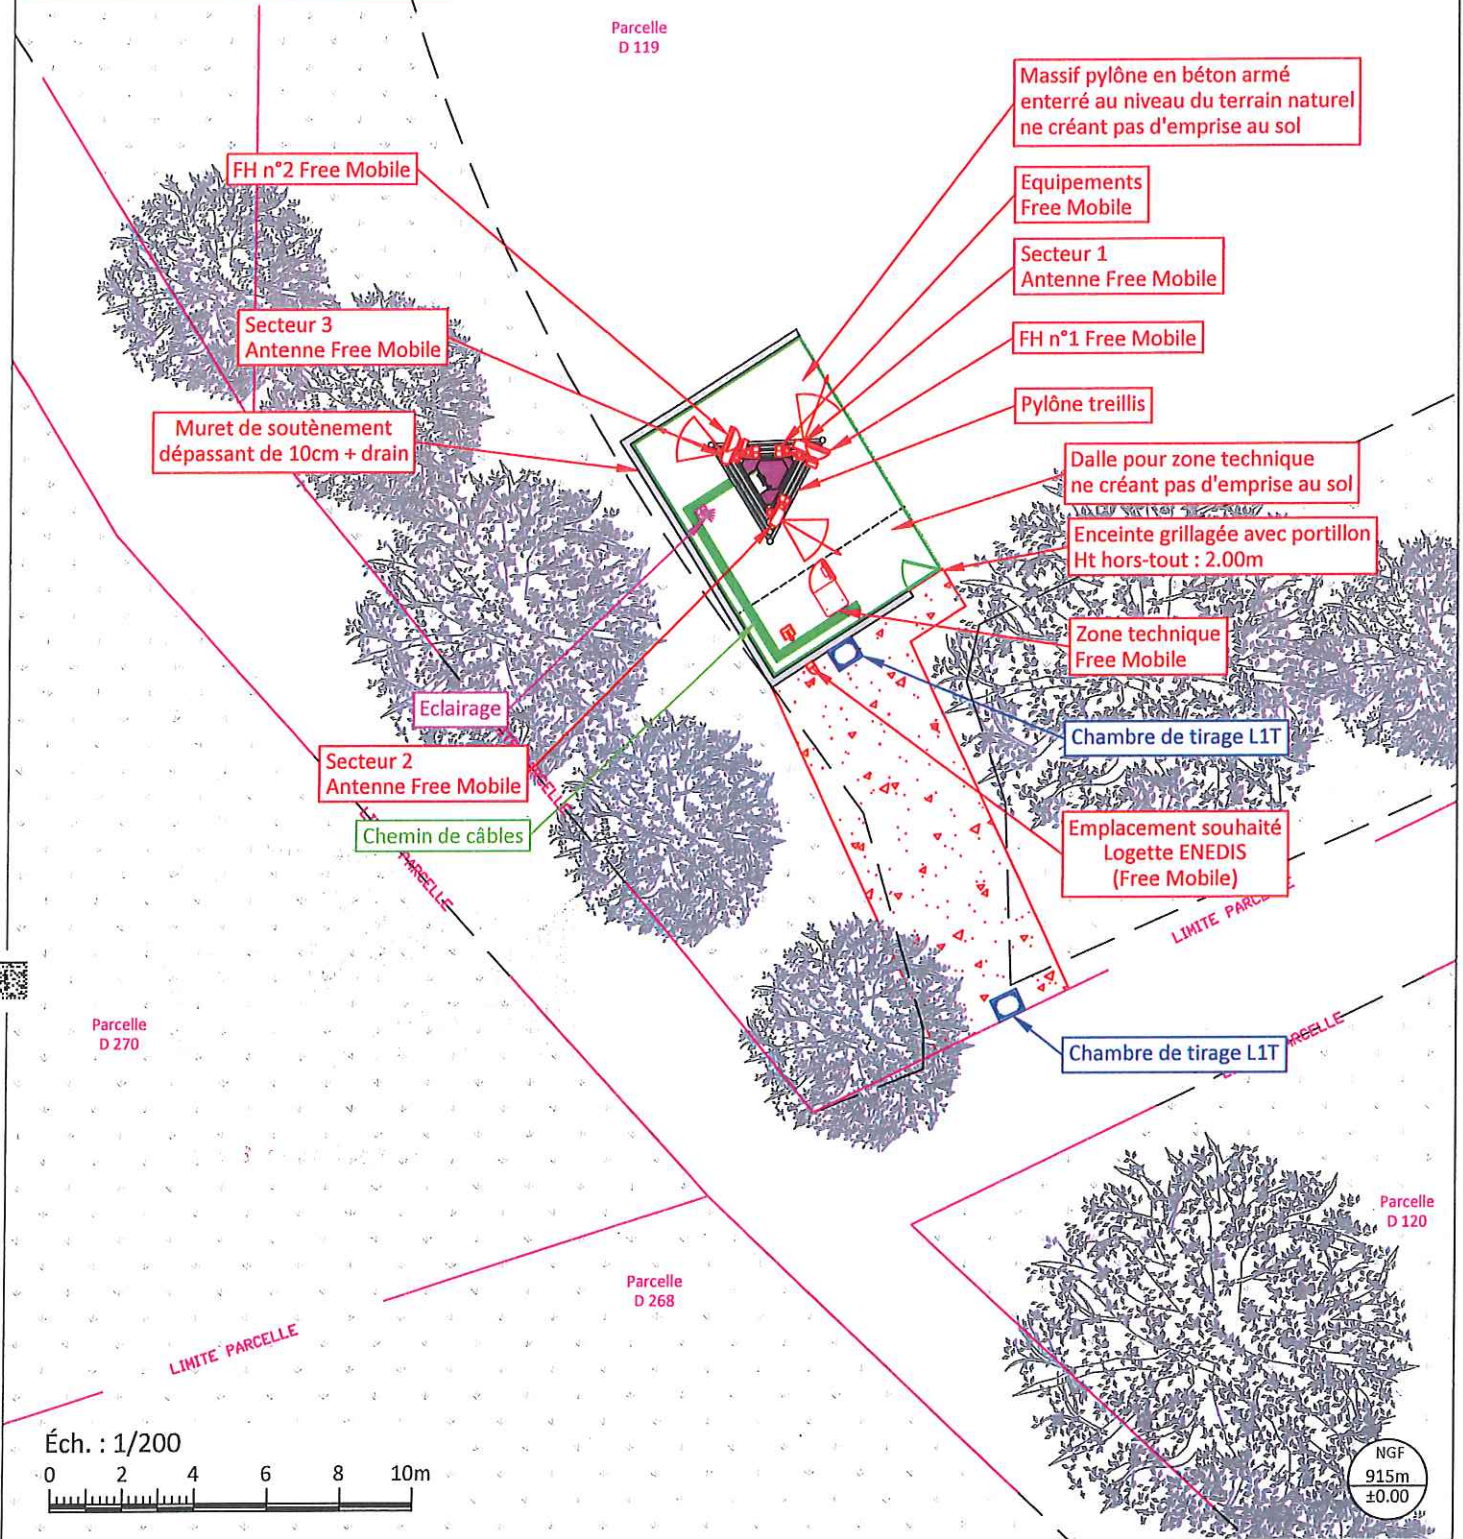 Parcelle
D 119
Massif pylône en béton armé
enterré au niveau du terrain naturel
ne créant pas d'emprise au sol
FH n°2 Free Mobile
Equipements
Free Mobile
Secteur 1
Antenne Free Mobile
Secteur 3
Antenne Free Mobile
FH n°1 Free Mobile
Pylône treillis
Muret de soutènement
dépassant de 10cm + drain
Dalle pour zone technique
ne créant pas d'emprise au sol
Enceinte grillagée avec portillon
Ht hors-tout : 2.00m
Zone technique
Free Mobile
Eclairage
Chambre de tirage L1T
Secteur 2
Antenne Free Mobile
Chemin de câbles
Emplacement souhaité
Logette ENEDIS
(Free Mobile)
PARCELLE
LIMITE
Parcelle
D 270
Chambre de tirage L1T
Parcelle
D 120
Parcelle
D 268
LIMITE PARCELLE
Éch. : 1/200
0 2 4 6 8 10m
NGF
915m
±0.00